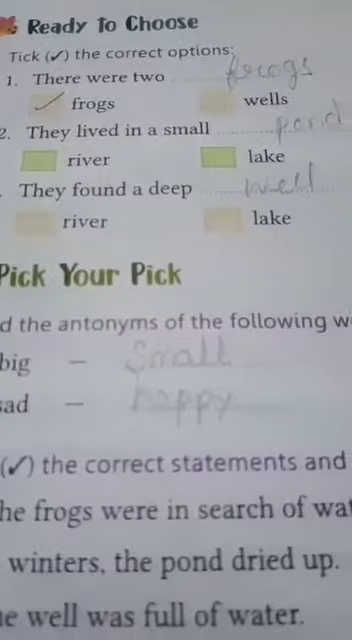 Ready To Choose
Tick (✓) the correct options:
1. There were two frogs
✓ frogs wells
2. They lived in a small pond
river lake
They found a deep well
river lake
Pick Your Pick
d the antonyms of the following w
big – Small
sad – happy
(✓) the correct statements and
he frogs were in search of wat
winters, the pond dried up.
e well was full of water.